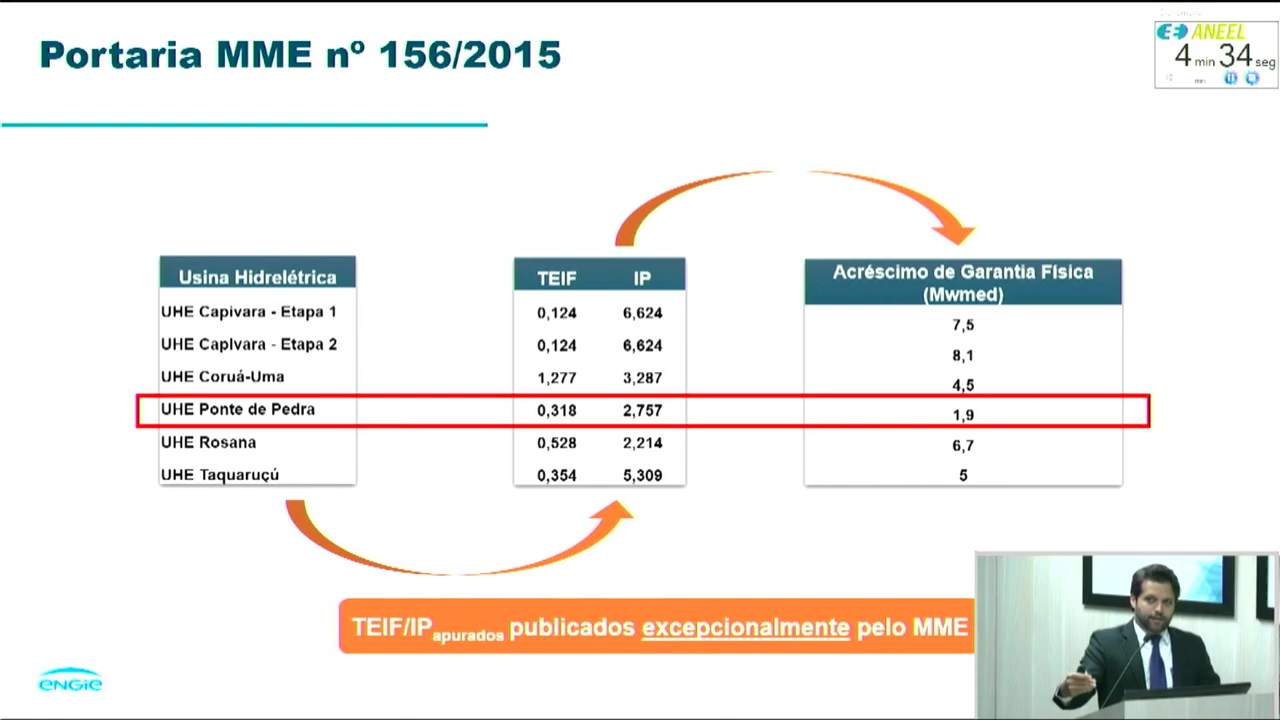 Portaria MME nº 156/2015
ANEEL
4 min 34 seg
Usina Hidrelétrica
TEIF IP
Acréscimo de Garantia Física
(Mwmed)
UHE Capivara - Etapa 1 0,124 6,624 7,5
UHE Capivara - Etapa 2 0,124 6,624 8,1
UHE Coruá-Uma 1,277 3,287 4,5
UHE Ponte de Pedra 0,318 2,757 1,9
UHE Rosana 0,528 2,214 6,7
UHE Taquaruçú 0,354 5,309 5
TEIF/IPapurados publicados excepcionalmente pelo MME
ENGIE